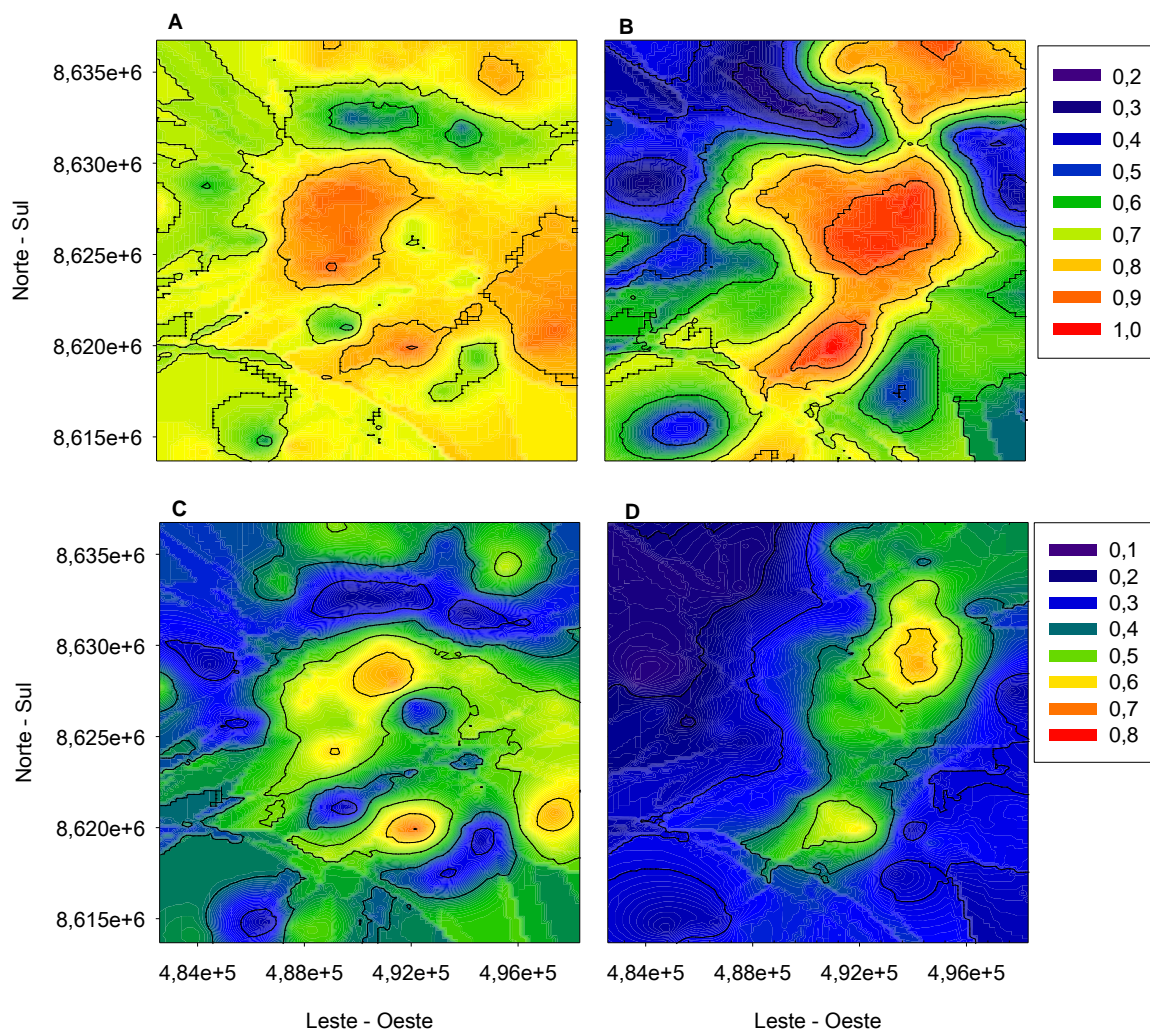 A
B
8,635e+6
8,630e+6
8,625e+6
8,620e+6
8,615e+6
Norte - Sul
0,2
0,3
0,4
0,5
0,6
0,7
0,8
0,9
1,0
C
D
8,635e+6
8,630e+6
8,625e+6
8,620e+6
8,615e+6
Norte - Sul
0,1
0,2
0,3
0,4
0,5
0,6
0,7
0,8
4,84e+5 4,88e+5 4,92e+5 4,96e+5
4,84e+5 4,88e+5 4,92e+5 4,96e+5
Leste - Oeste
Leste - Oeste